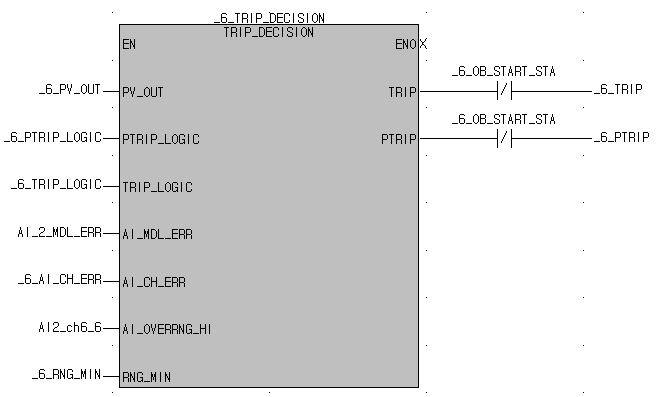 _6_TRIP_DECISION
TRIP_DECISION
EN ENO
_6_OB_START_STA
_6_PV_OUT PV_OUT TRIP _6_TRIP
_6_OB_START_STA
_6_PTRIP_LOGIC PTRIP_LOGIC PTRIP _6_PTRIP
_6_TRIP_LOGIC TRIP_LOGIC
AI_2_MDL_ERR AI_MDL_ERR
_6_AI_CH_ERR AI_CH_ERR
AI2_ch6_6 AI_OVERRNG_HI
_6_RNG_MIN RNG_MIN